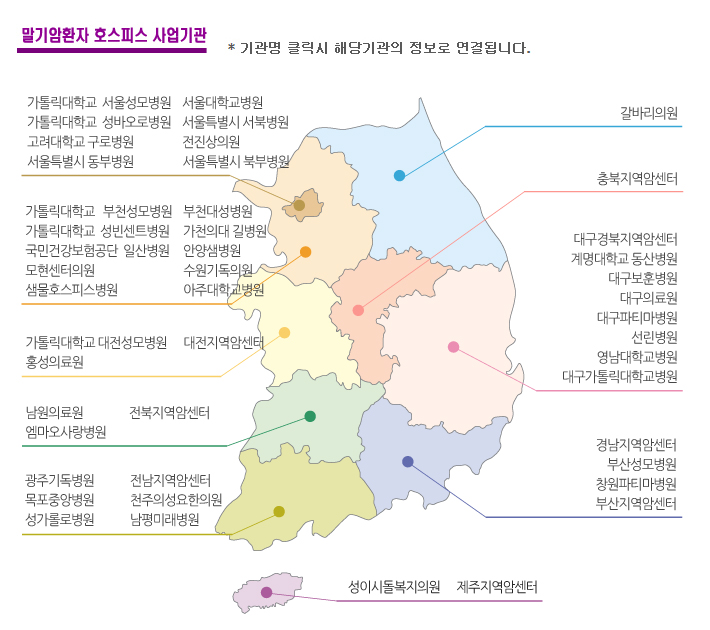 말기암환자 호스피스 사업기관
* 기관명 클릭시 해당기관의 정보로 연결됩니다.
가톨릭대학교 서울성모병원 서울대학교병원
가톨릭대학교 성바오로병원 서울특별시 서북병원
고려대학교 구로병원 전진상의원
서울특별시 동부병원 서울특별시 북부병원
가톨릭대학교 부천성모병원 부천대성병원
가톨릭대학교 성빈센트병원 가천의대 길병원
국민건강보험공단 일산병원 안양샘병원
모현센터의원 수원기독의원
샘물호스피스병원 아주대학교병원
가톨릭대학교 대전성모병원 대전지역암센터
홍성의료원
남원의료원 전북지역암센터
엠마오사랑병원
광주기독병원 전남지역암센터
목포중앙병원 천주의성요한의원
성가롤로병원 남평미래병원
갈바리의원
충북지역암센터
대구경북지역암센터
계명대학교 동산병원
대구보훈병원
대구의료원
대구파티마병원
선린병원
영남대학교병원
대구가톨릭대학교병원
경남지역암센터
부산성모병원
창원파티마병원
부산지역암센터
성이시돌복지의원 제주지역암센터